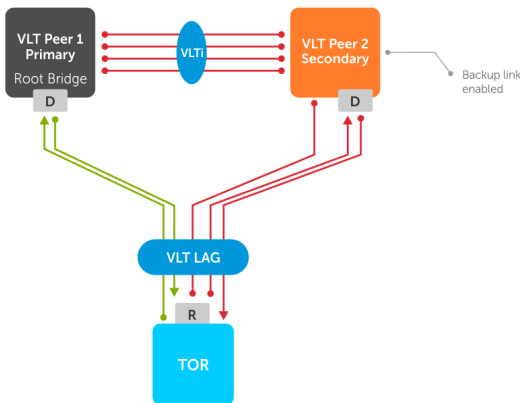 VLT Peer 1
Primary
Root Bridge
D
VLTi
VLT Peer 2
Secondary
D
Backup link
enabled
VLT LAG
R
TOR